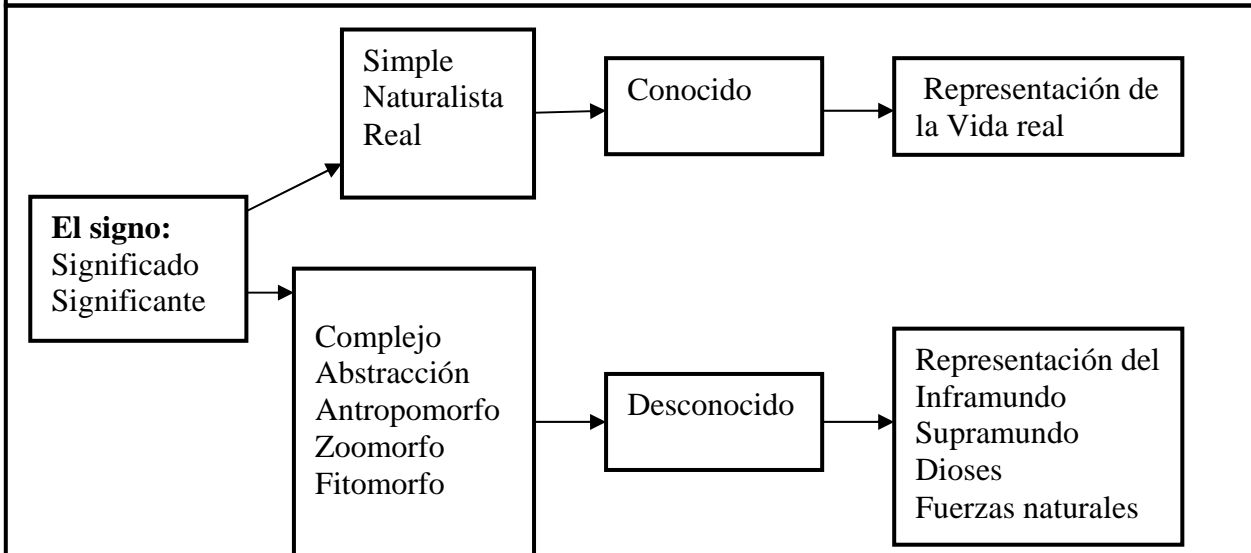 Simple
Naturalista
Real
Conocido
Representación de
la Vida real
El signo:
Significado
Significante
Complejo
Abstracción
Antropomorfo
Zoomorfo
Fitomorfo
Desconocido
Representación del
Inframundo
Supramundo
Dioses
Fuerzas naturales